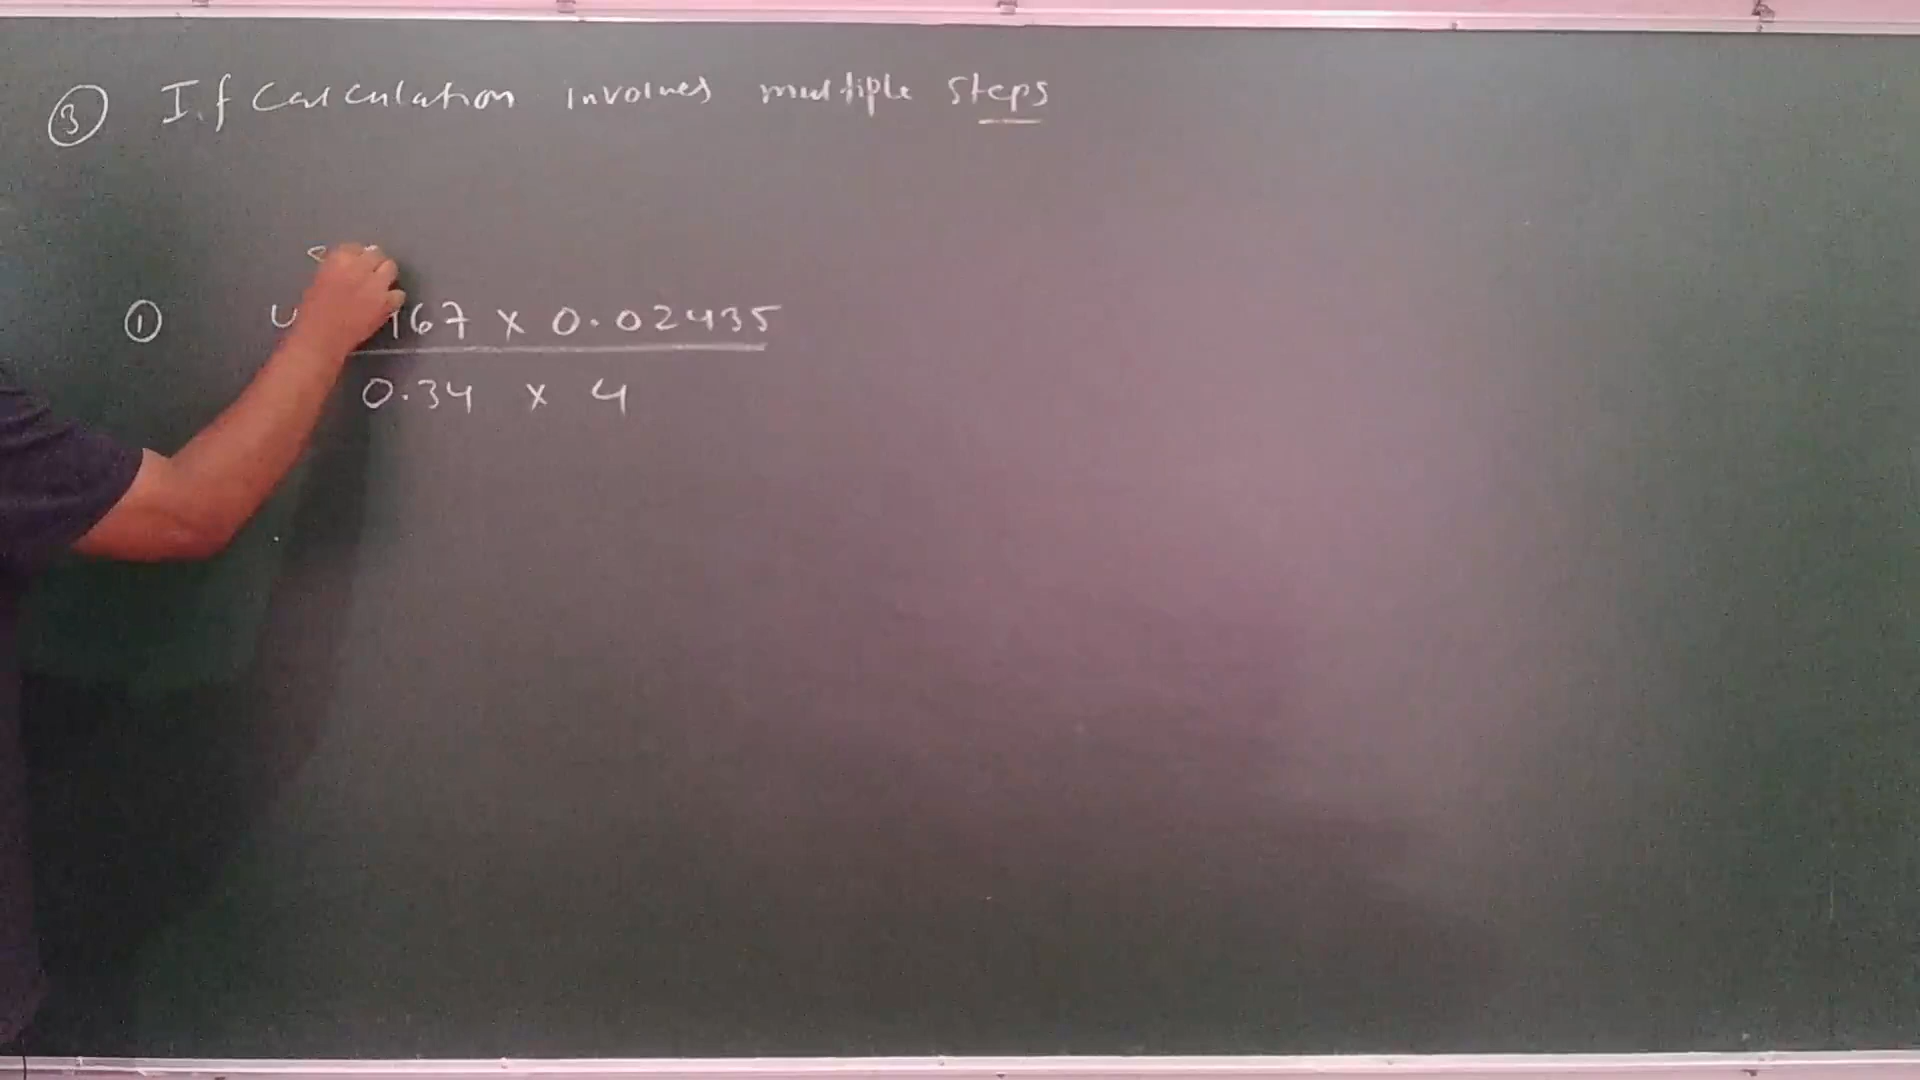 ③ If Calculation involves multiple steps
① 167 x 0.02435
0.34 x 4